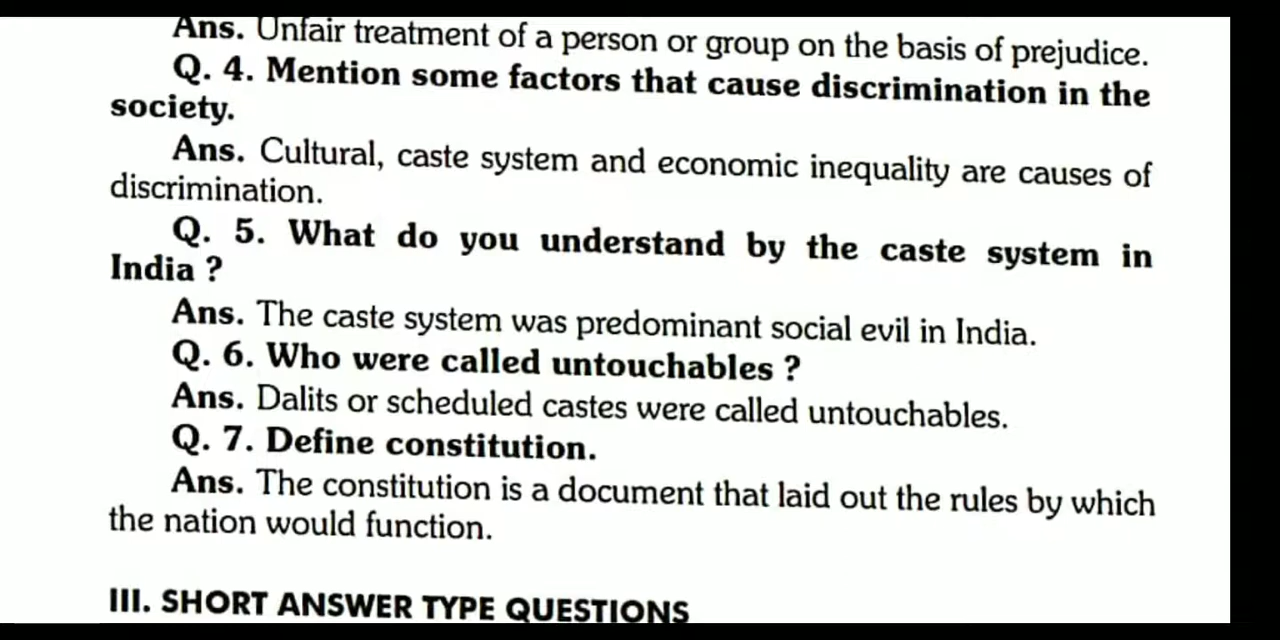 Ans. Unfair treatment of a person or group on the basis of prejudice.
Q. 4. Mention some factors that cause discrimination in the
society.
Ans. Cultural, caste system and economic inequality are causes of
discrimination.
Q. 5. What do you understand by the caste system in
India ?
Ans. The caste system was predominant social evil in India.
Q. 6. Who were called untouchables ?
Ans. Dalits or scheduled castes were called untouchables.
Q. 7. Define constitution.
Ans. The constitution is a document that laid out the rules by which
the nation would function.
III. SHORT ANSWER TYPE QUESTIONS